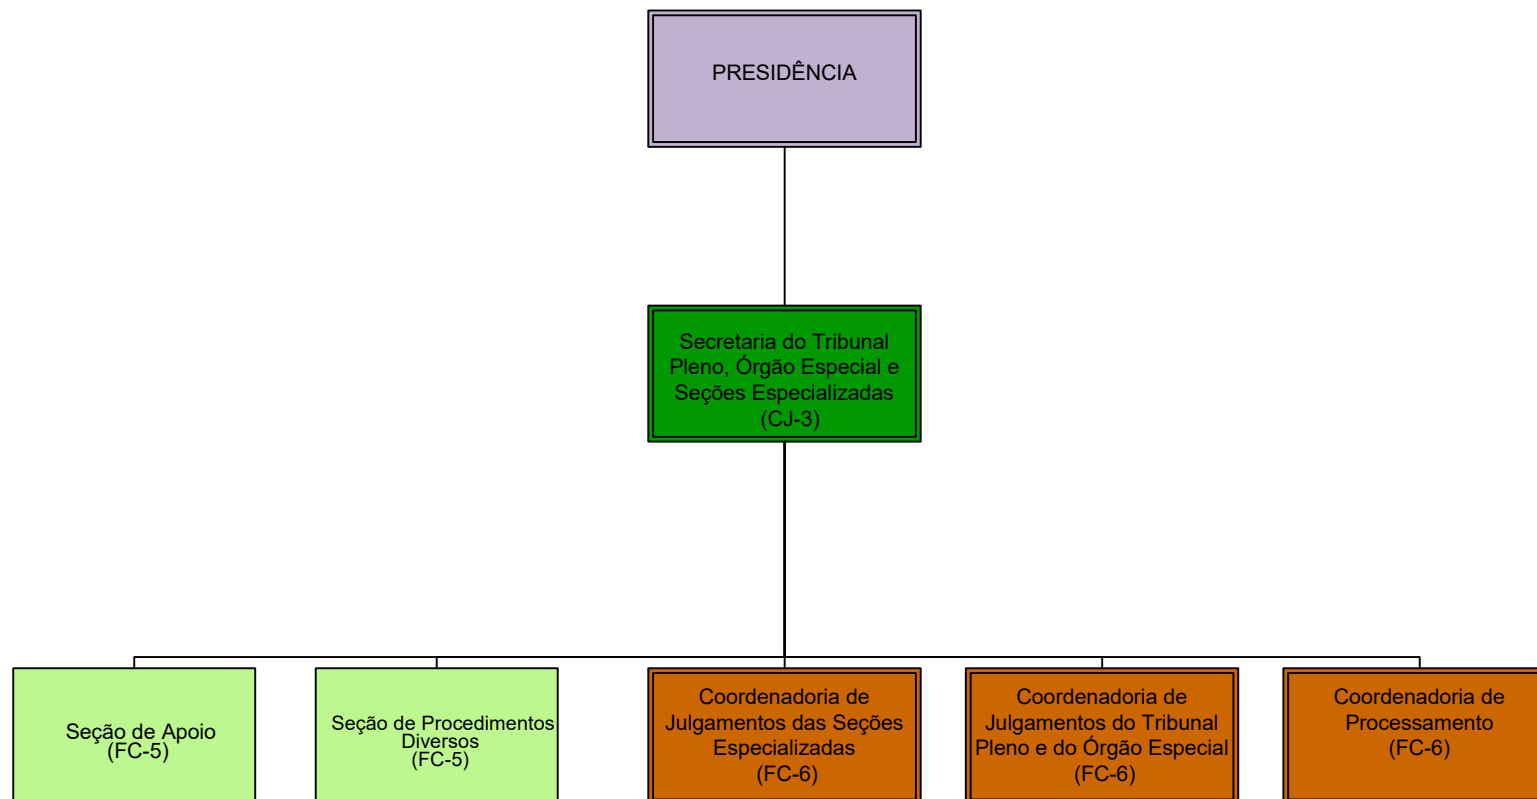 PRESIDÊNCIA
Secretaria do Tribunal
Pleno, Órgão Especial e
Seções Especializadas
(CJ-3)
Seção de Apoio
(FC-5)
Seção de Procedimentos
Diversos
(FC-5)
Coordenadoria de
Julgamentos das Seções
Especializadas
(FC-6)
Coordenadoria de
Julgamentos do Tribunal
Pleno e do Órgão Especial
(FC-6)
Coordenadoria de
Processamento
(FC-6)